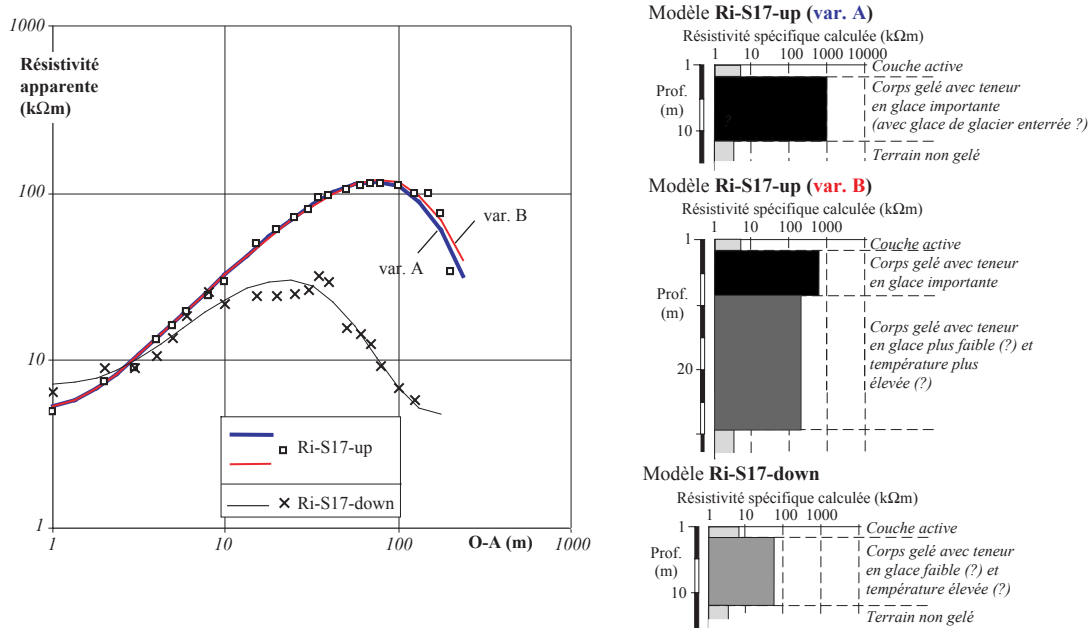 1000
Résistivité
apparente
(kΩm)
100
10
1
1
10
100
O-A (m)
1000
var. B
var. A
Ri-S17-up
Ri-S17-down
Modèle Ri-S17-up (var. A)
Résistivité spécifique calculée (kΩm)
1 10 100 1000 10000
1
Prof.
(m)
10
?
Couche active
Corps gelé avec teneur
en glace importante
(avec glace de glacier enterrée ?)
Terrain non gelé
Modèle Ri-S17-up (var. B)
Résistivité spécifique calculée (kΩm)
1 10 100 1000
1
Prof.
(m)
20
Couche active
Corps gelé avec teneur
en glace importante
Corps gelé avec teneur
en glace plus faible (?) et
température plus
élevée (?)
Modèle Ri-S17-down
Résistivité spécifique calculée (kΩm)
1 10 100 1000
1
Prof.
(m)
10
Couche active
Corps gelé avec teneur
en glace faible (?) et
température élevée (?)
Terrain non gelé